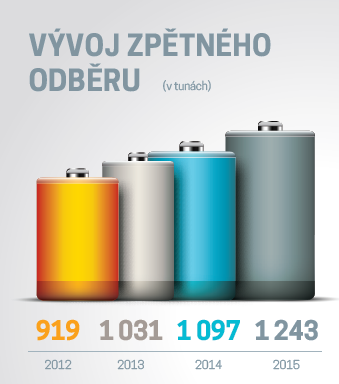 VÝVOJ ZPĚTNÉHO
ODBĚRU (v tunách)
919 1 031 1 097 1 243
2012 2013 2014 2015